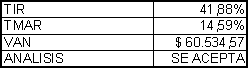 TIR 41,88%
TMAR 14,59%
VAN $ 60.534,57
ANALISIS SE ACEPTA